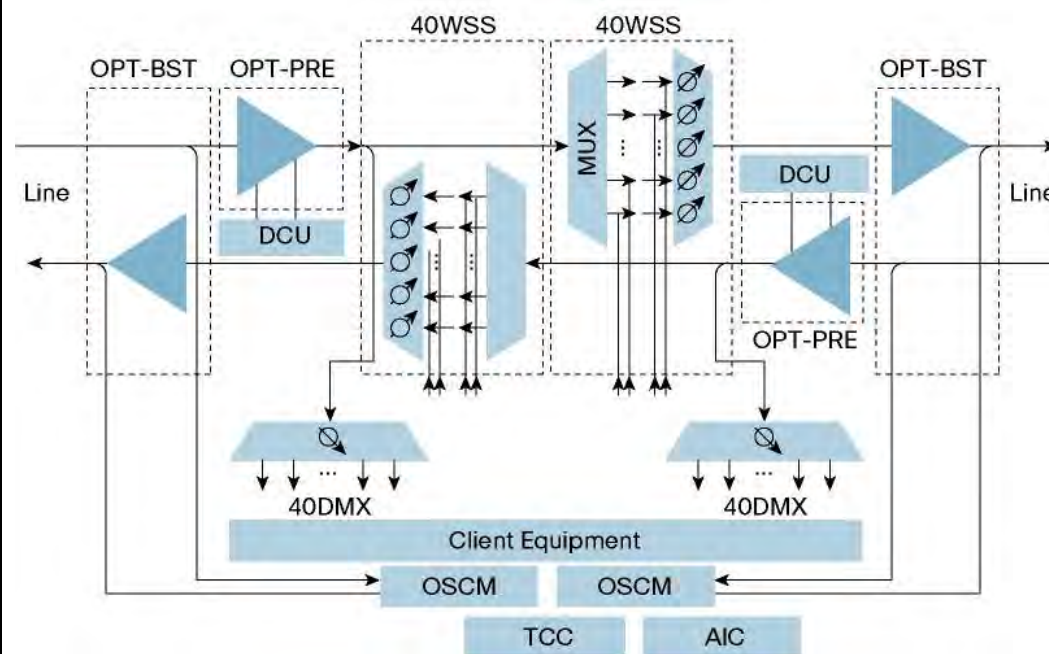 40WSS
40WSS
OPT-BST
OPT-PRE
OPT-BST
MUX
DCU
Line
Line
DCU
OPT-PRE
...
...
...
...
...
...
40DMX
40DMX
Client Equipment
OSCM
OSCM
TCC
AIC